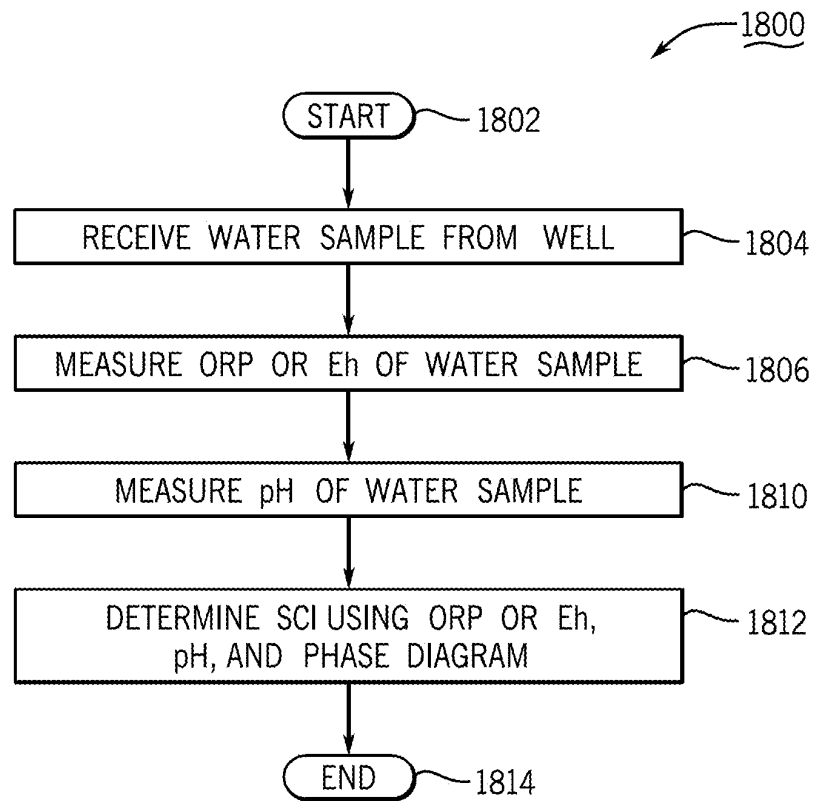 1800
START 1802
RECEIVE WATER SAMPLE FROM WELL 1804
MEASURE ORP OR Eh OF WATER SAMPLE 1806
MEASURE pH OF WATER SAMPLE 1810
DETERMINE SCI USING ORP OR Eh, 1812
pH, AND PHASE DIAGRAM
END 1814